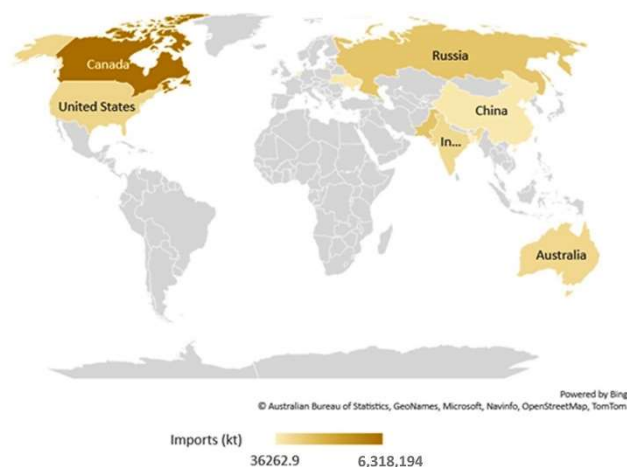 Canada
Russia
United States
China
In...
Australia
Powered by Bing
© Australian Bureau of Statistics, GeoNames, Microsoft, Navinfo, OpenStreetMap, TomTom
Imports (kt)
36262.9 6,318,194